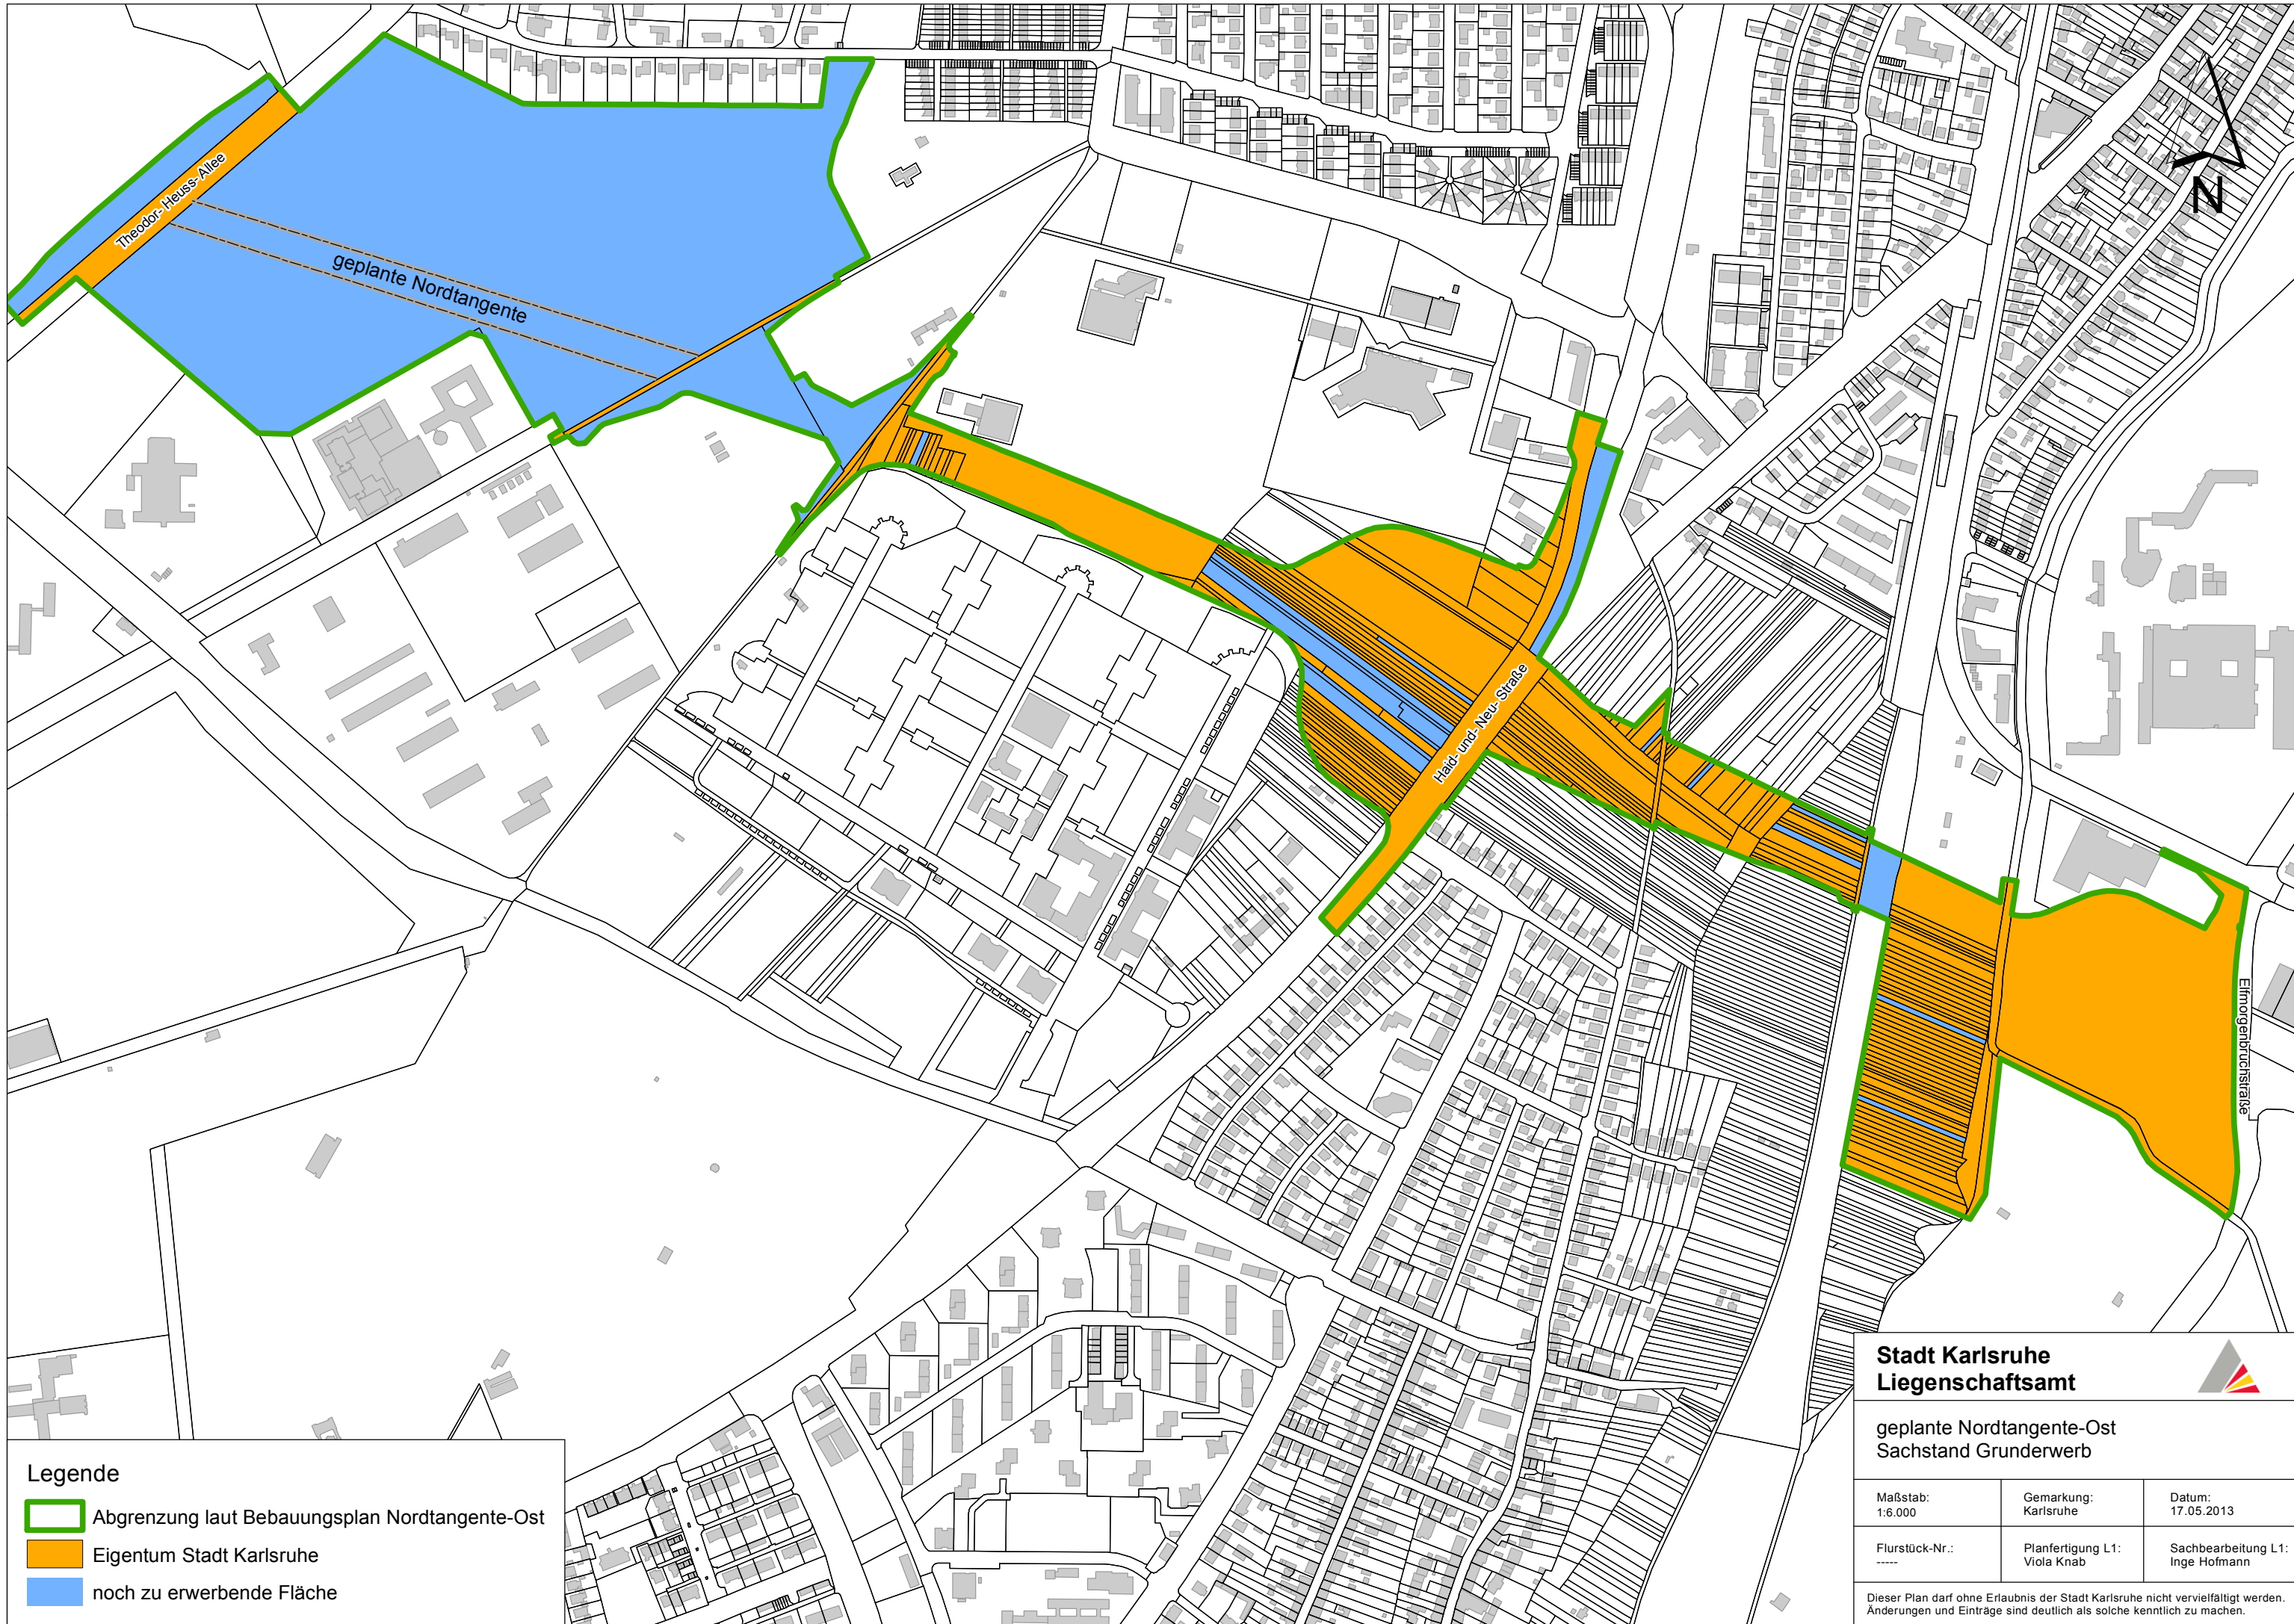 Theodor- Heuss- Allee
geplante Nordtangente
N
Haid- und- Neu- Straße
Elfmorgenbruchstraße
Legende
Abgrenzung laut Bebauungsplan Nordtangente-Ost
Eigentum Stadt Karlsruhe
noch zu erwerbende Fläche
Stadt Karlsruhe
Liegenschaftsamt
geplante Nordtangente-Ost
Sachstand Grunderwerb
Maßstab:
1:6.000
Gemarkung:
Karlsruhe
Datum:
17.05.2013
Flurstück-Nr.:
-----
Planfertigung L1:
Viola Knab
Sachbearbeitung L1:
Inge Hofmann
Dieser Plan darf ohne Erlaubnis der Stadt Karlsruhe nicht vervielfältigt werden.
Änderungen und Einträge sind deutlich als solche kenntlich zu machen.